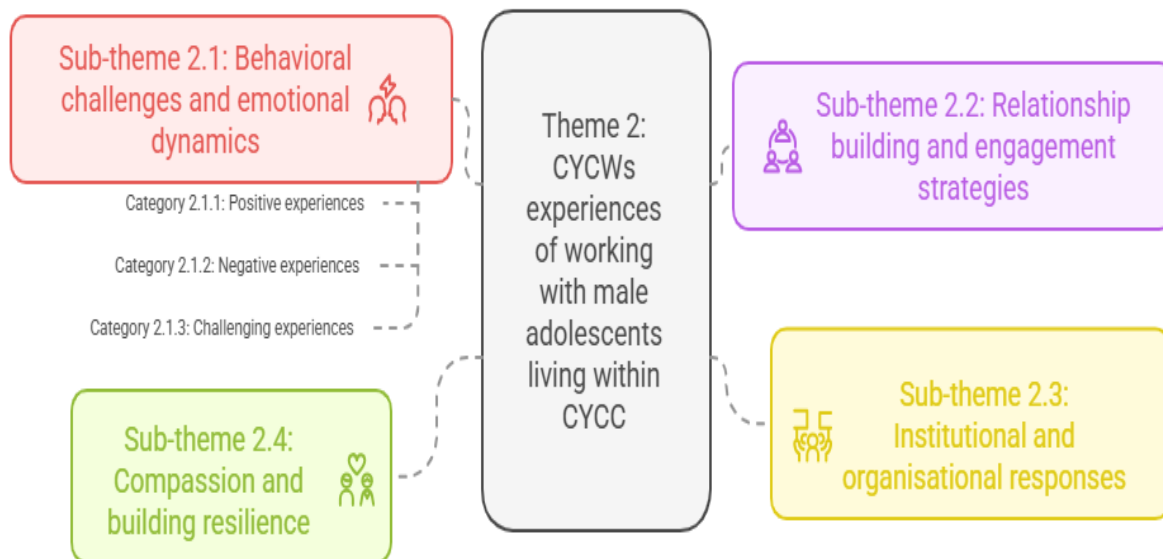 Sub-theme 2.1: Behavioral
challenges and emotional
dynamics
Category 2.1.1: Positive experiences
Category 2.1.2: Negative experiences
Category 2.1.3: Challenging experiences
Sub-theme 2.4:
Compassion and
building resilience
Theme 2:
CYCWs
experiences
of working
with male
adolescents
living within
CYCC
Sub-theme 2.2: Relationship
building and engagement
strategies
Sub-theme 2.3:
Institutional and
organisational responses